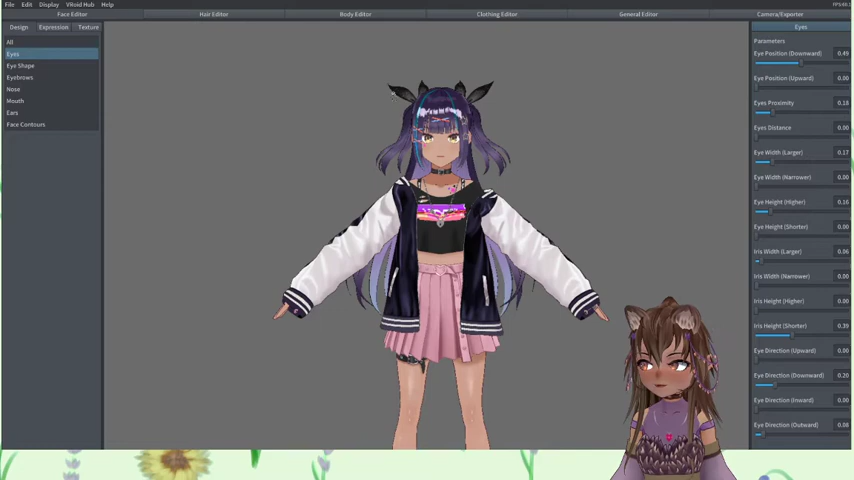 File Edit Display VRoid Hub Help
Face Editor Hair Editor Body Editor Clothing Editor General Editor Camera/Exporter
Design Expression Texture
All
Eyes
Eye Shape
Eyebrows
Nose
Mouth
Ears
Face Contours
Eyes
Parameters
Eye Position (Downward) 0.49
Eye Position (Upward) 0.00
Eyes Proximity 0.18
Eyes Distance 0.00
Eye Width (Larger) 0.17
Eye Width (Narrower) 0.00
Eye Height (Higher) 0.16
Eye Height (Shorter) 0.00
Iris Width (Larger) 0.06
Iris Width (Narrower) 0.00
Iris Height (Higher) 0.00
Iris Height (Shorter) 0.39
Eye Direction (Upward) 0.00
Eye Direction (Downward) 0.20
Eye Direction (Inward) 0.00
Eye Direction (Outward) 0.08